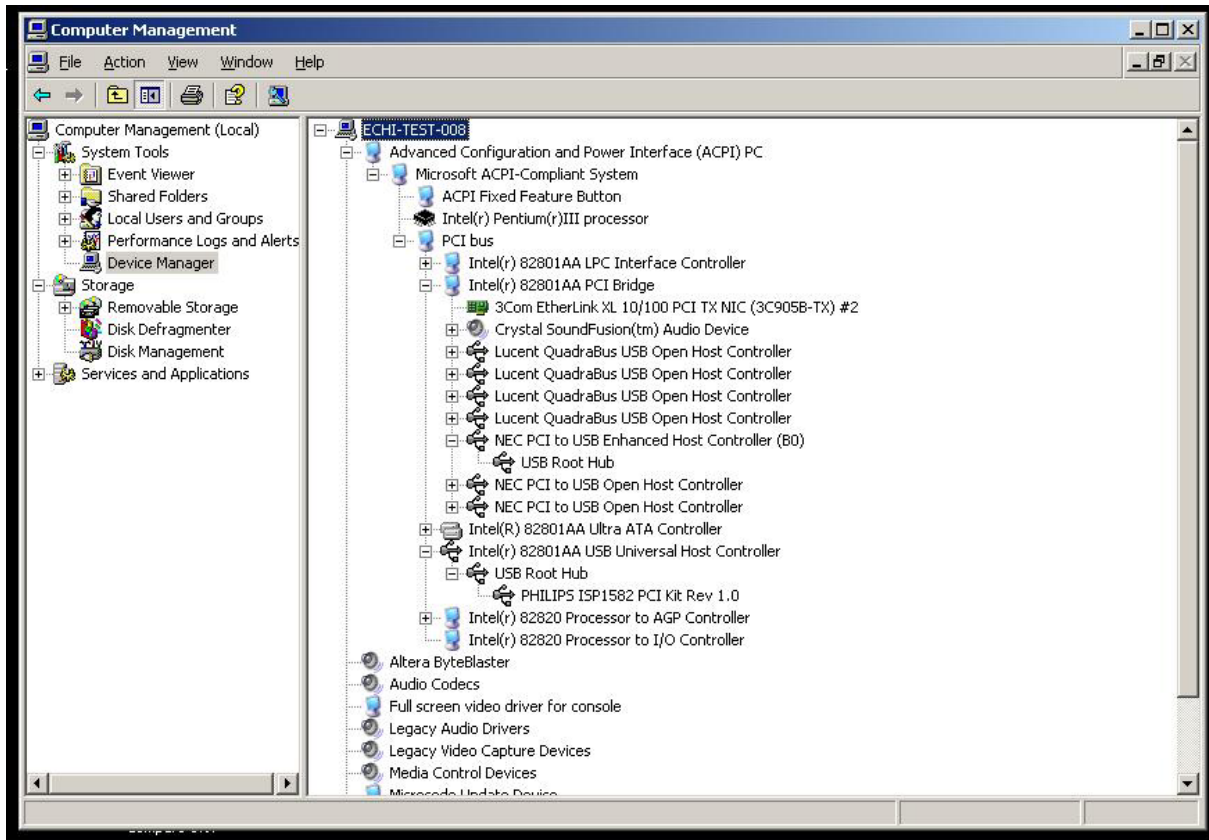 Computer Management
File Action View Window Help
Computer Management (Local)
System Tools
Event Viewer
Shared Folders
Local Users and Groups
Performance Logs and Alerts
Device Manager
Storage
Removable Storage
Disk Defragmenter
Disk Management
Services and Applications
ECHI-TEST-008
Advanced Configuration and Power Interface (ACPI) PC
Microsoft ACPI-Compliant System
ACPI Fixed Feature Button
Intel(r) Pentium(r)III processor
PCI bus
Intel(r) 82801AA LPC Interface Controller
Intel(r) 82801AA PCI Bridge
3Com EtherLink XL 10/100 PCI TX NIC (3C905B-TX) #2
Crystal SoundFusion(tm) Audio Device
Lucent QuadraBus USB Open Host Controller
Lucent QuadraBus USB Open Host Controller
Lucent QuadraBus USB Open Host Controller
Lucent QuadraBus USB Open Host Controller
NEC PCI to USB Enhanced Host Controller (B0)
USB Root Hub
NEC PCI to USB Open Host Controller
NEC PCI to USB Open Host Controller
Intel(R) 82801AA Ultra ATA Controller
Intel(r) 82801AA USB Universal Host Controller
USB Root Hub
PHILIPS ISP1582 PCI Kit Rev 1.0
Intel(r) 82820 Processor to AGP Controller
Intel(r) 82820 Processor to I/O Controller
Altera ByteBlaster
Audio Codecs
Full screen video driver for console
Legacy Audio Drivers
Legacy Video Capture Devices
Media Control Devices
Microcode Update Device